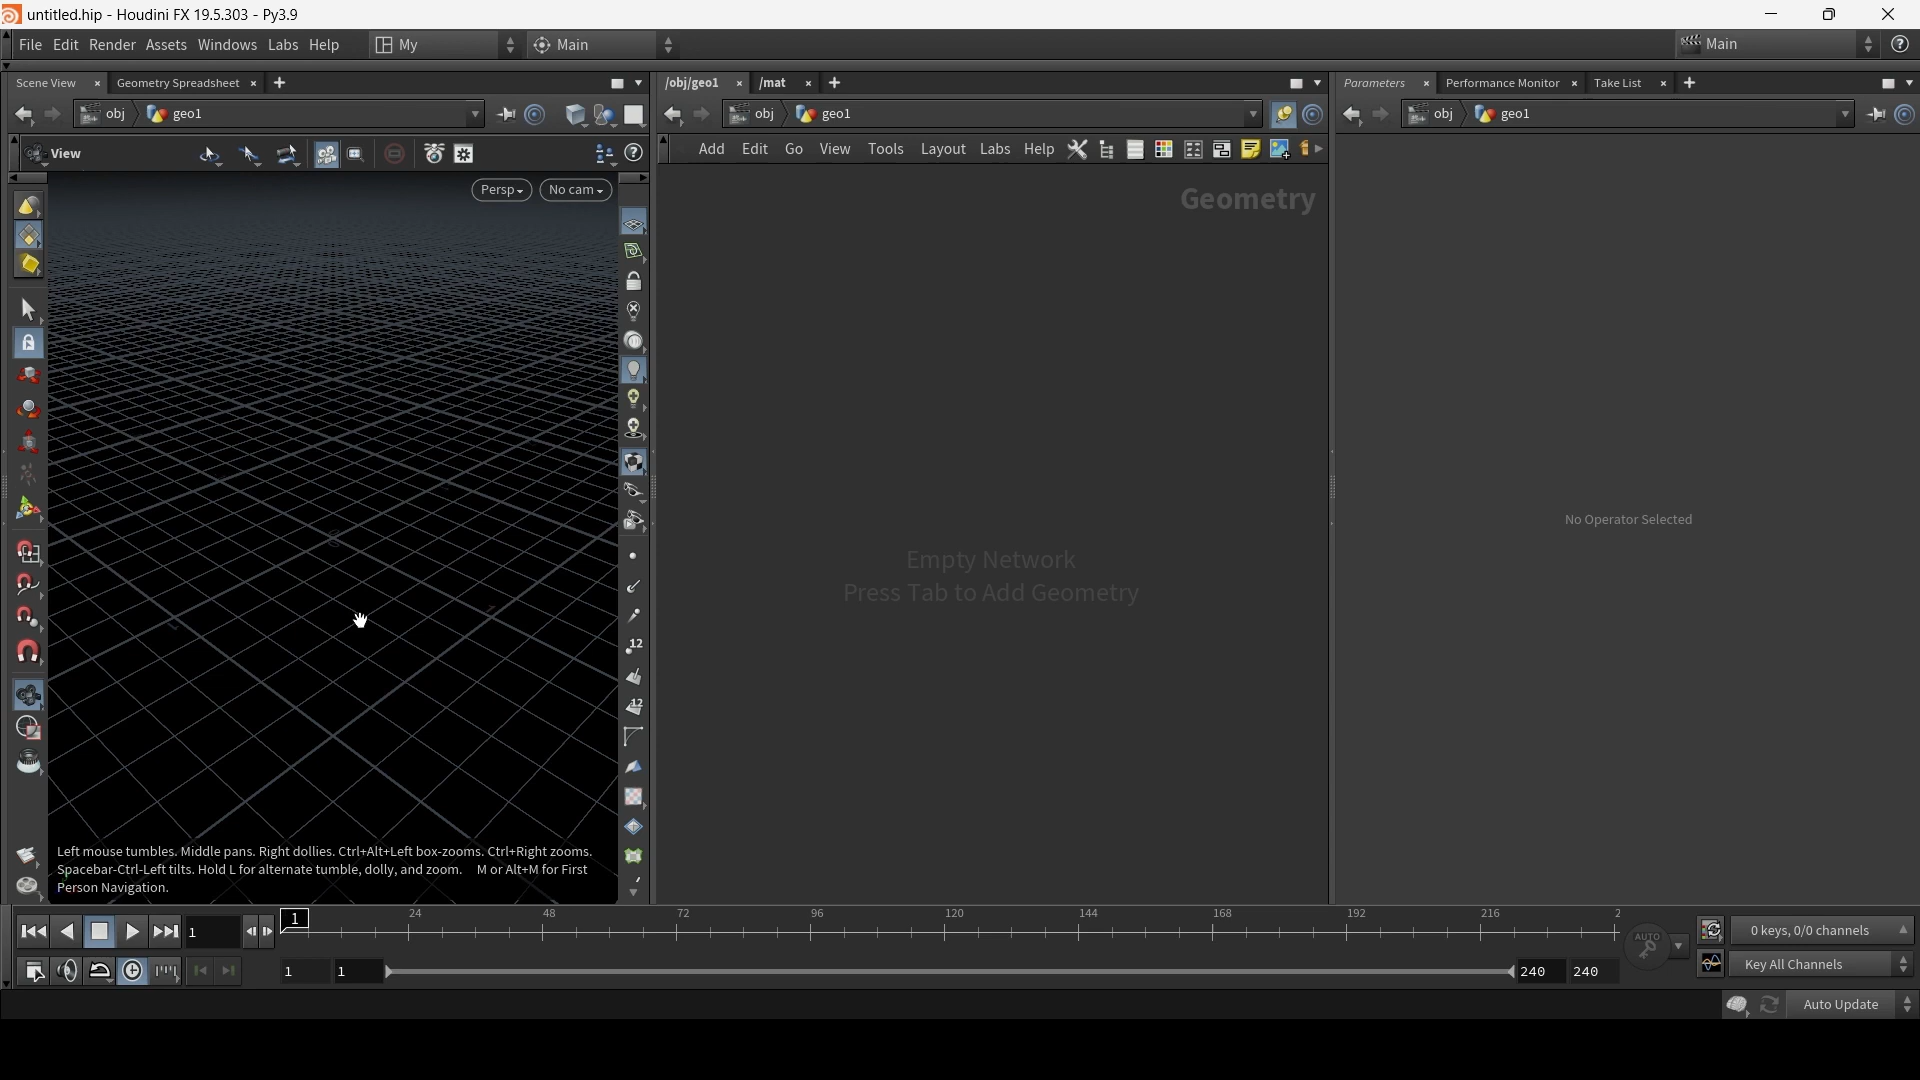 untitled.hip - Houdini FX 19.5.303 - Py3.9
File Edit Render Assets Windows Labs Help My Main Main
Scene View Geometry Spreadsheet /obj/geo1 /mat Parameters Performance Monitor Take List
obj geo1 obj geo1 obj geo1
View Add Edit Go View Tools Layout Labs Help
Persp No cam
Geometry
No Operator Selected
Empty Network
Press Tab to Add Geometry
12
12
Left mouse tumbles. Middle pans. Right dollies. Ctrl+Alt+Left box-zooms. Ctrl+Right zooms.
Spacebar-Ctrl-Left tilts. Hold L for alternate tumble, dolly, and zoom. M or Alt+M for First
Person Navigation.
1 1 24 48 72 96 120 144 168 192 216 2
AUTO 0 keys, 0/0 channels
1 1 240 240 Key All Channels
Auto Update